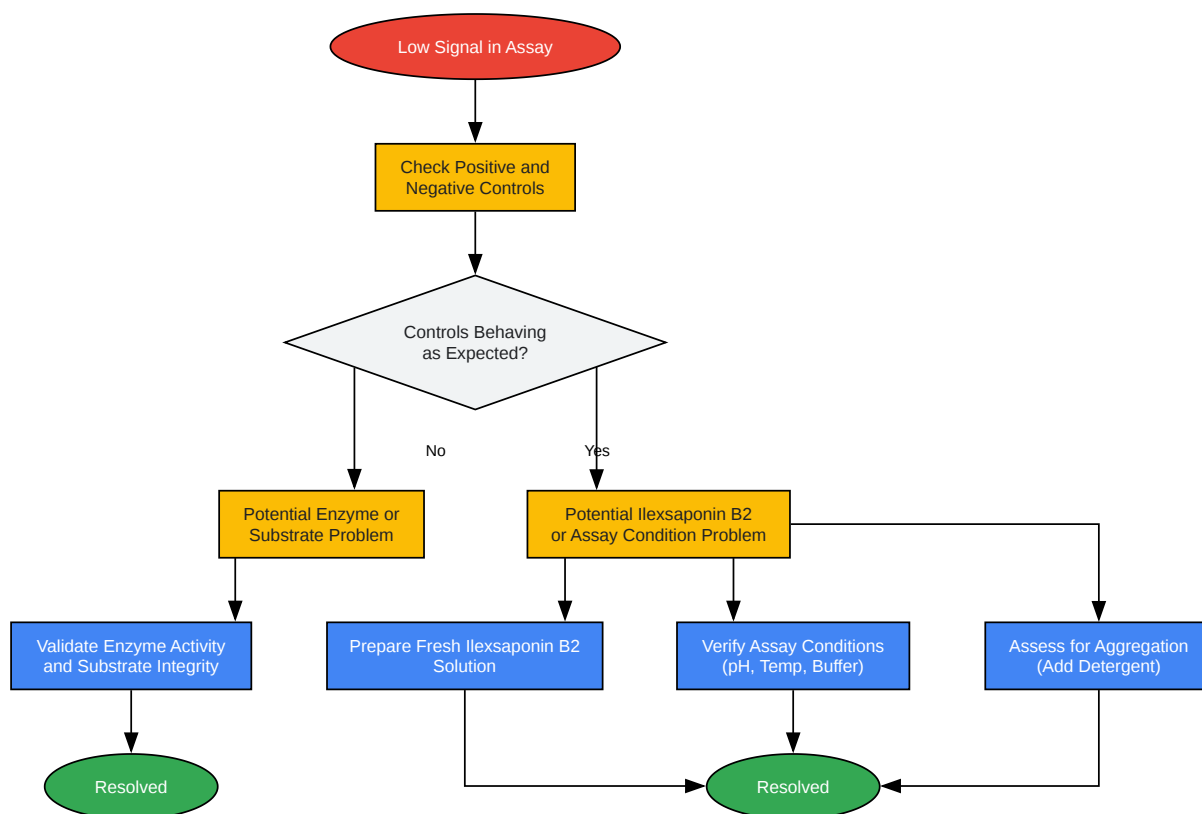 Low Signal in Assay
Check Positive and
Negative Controls
Controls Behaving
as Expected?
No
Yes
Potential Enzyme or
Substrate Problem
Potential Ilexsaponin B2
or Assay Condition Problem
Validate Enzyme Activity
and Substrate Integrity
Prepare Fresh Ilexsaponin B2
Solution
Verify Assay Conditions
(pH, Temp, Buffer)
Assess for Aggregation
(Add Detergent)
Resolved
Resolved